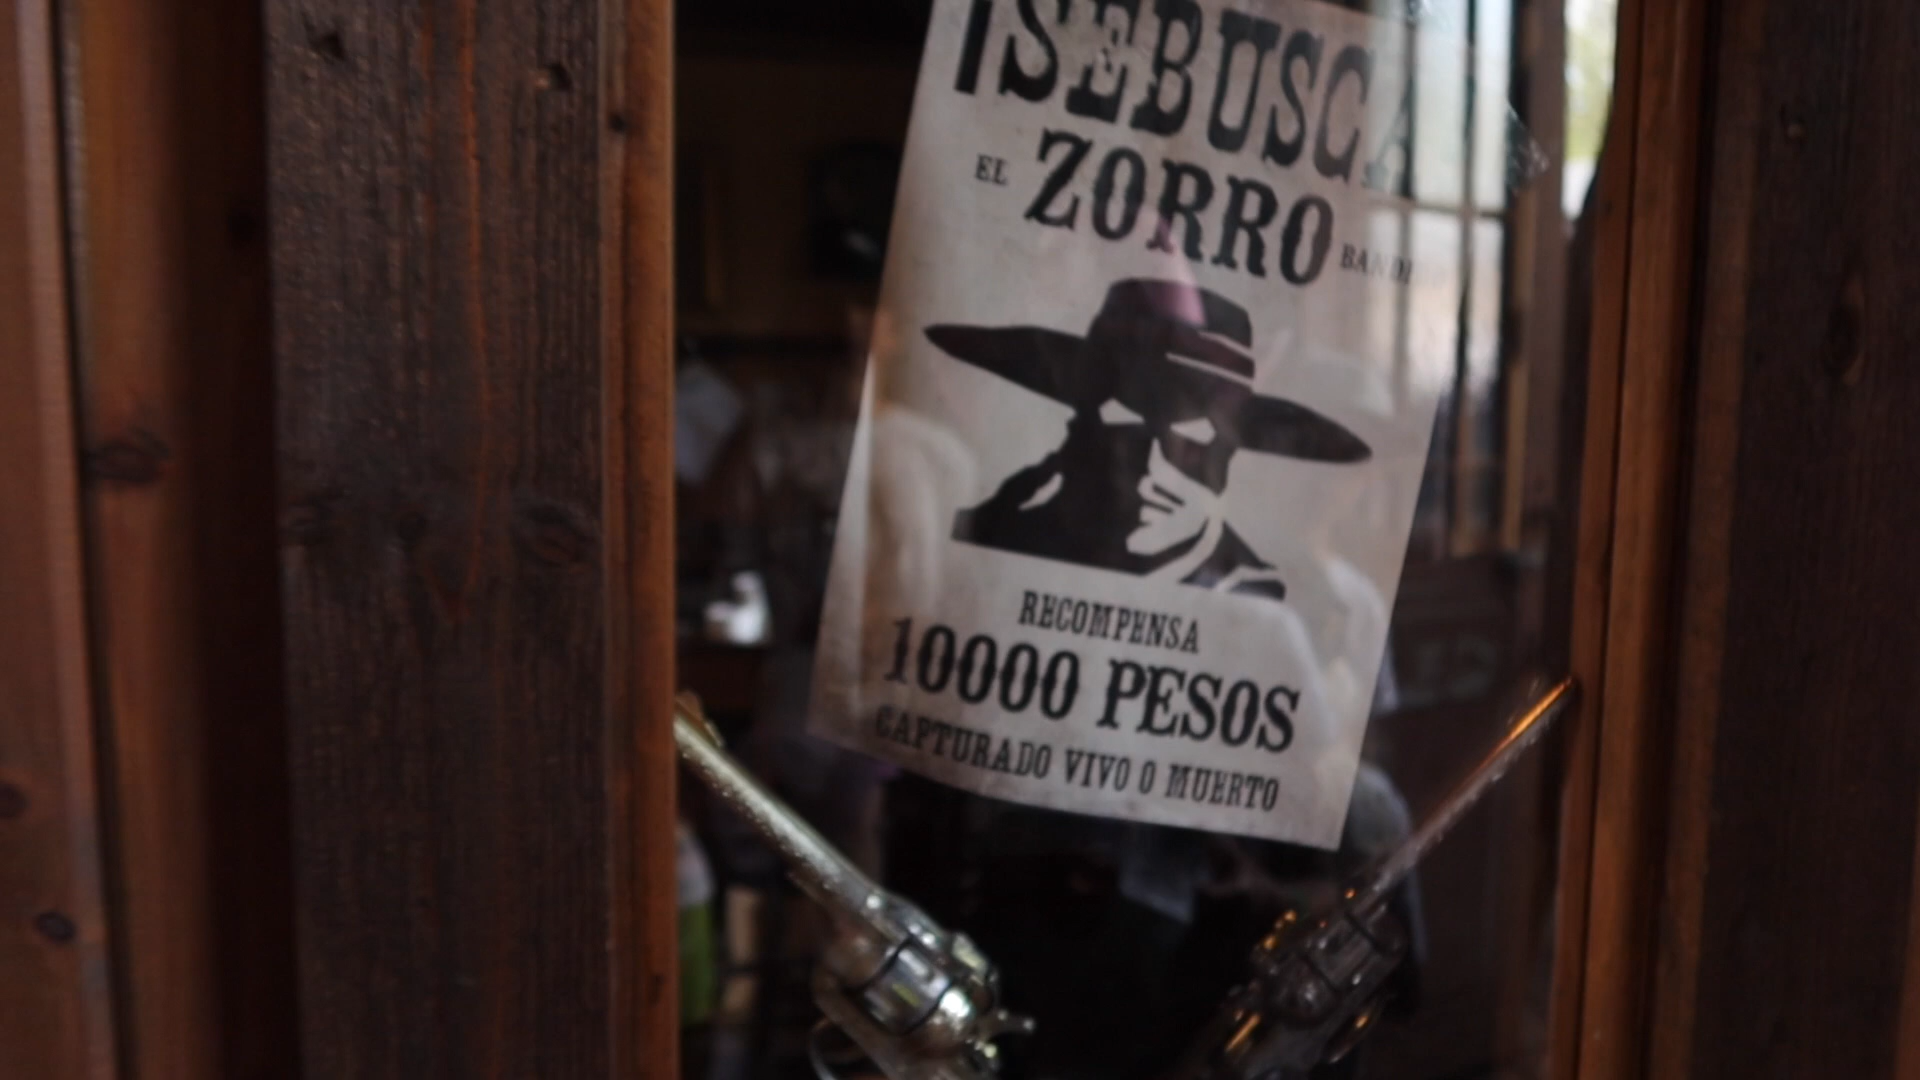 ¡SE BUSCA
EL ZORRO
RECOMPENSA
10000 PESOS
CAPTURADO VIVO O MUERTO